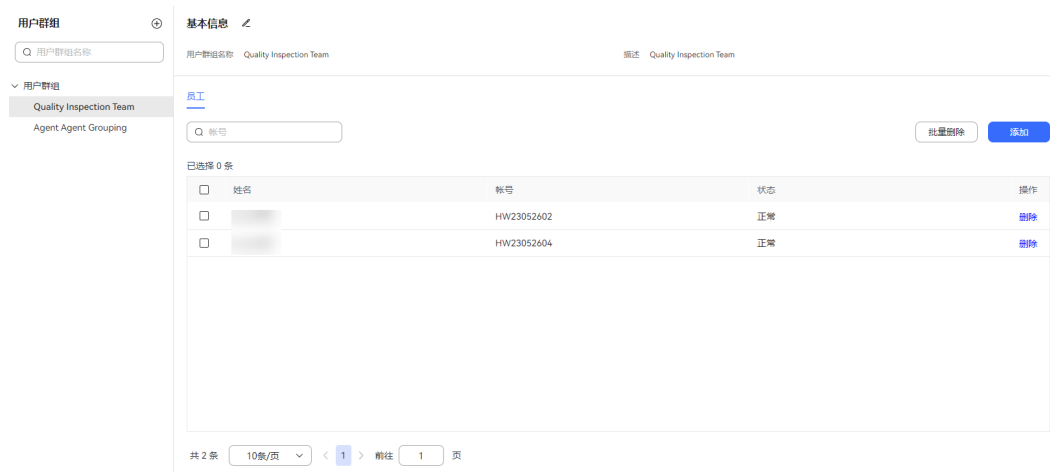 用户群组
用户群组名称
用户群组
Quality Inspection Team
Agent Agent Grouping
基本信息
用户群组名称 Quality Inspection Team 描述 Quality Inspection Team
员工
帐号 批量删除 添加
已选择 0 条
姓名 帐号 状态 操作
HW23052602 正常 删除
HW23052604 正常 删除
共 2 条 10条/页 1 前往 1 页